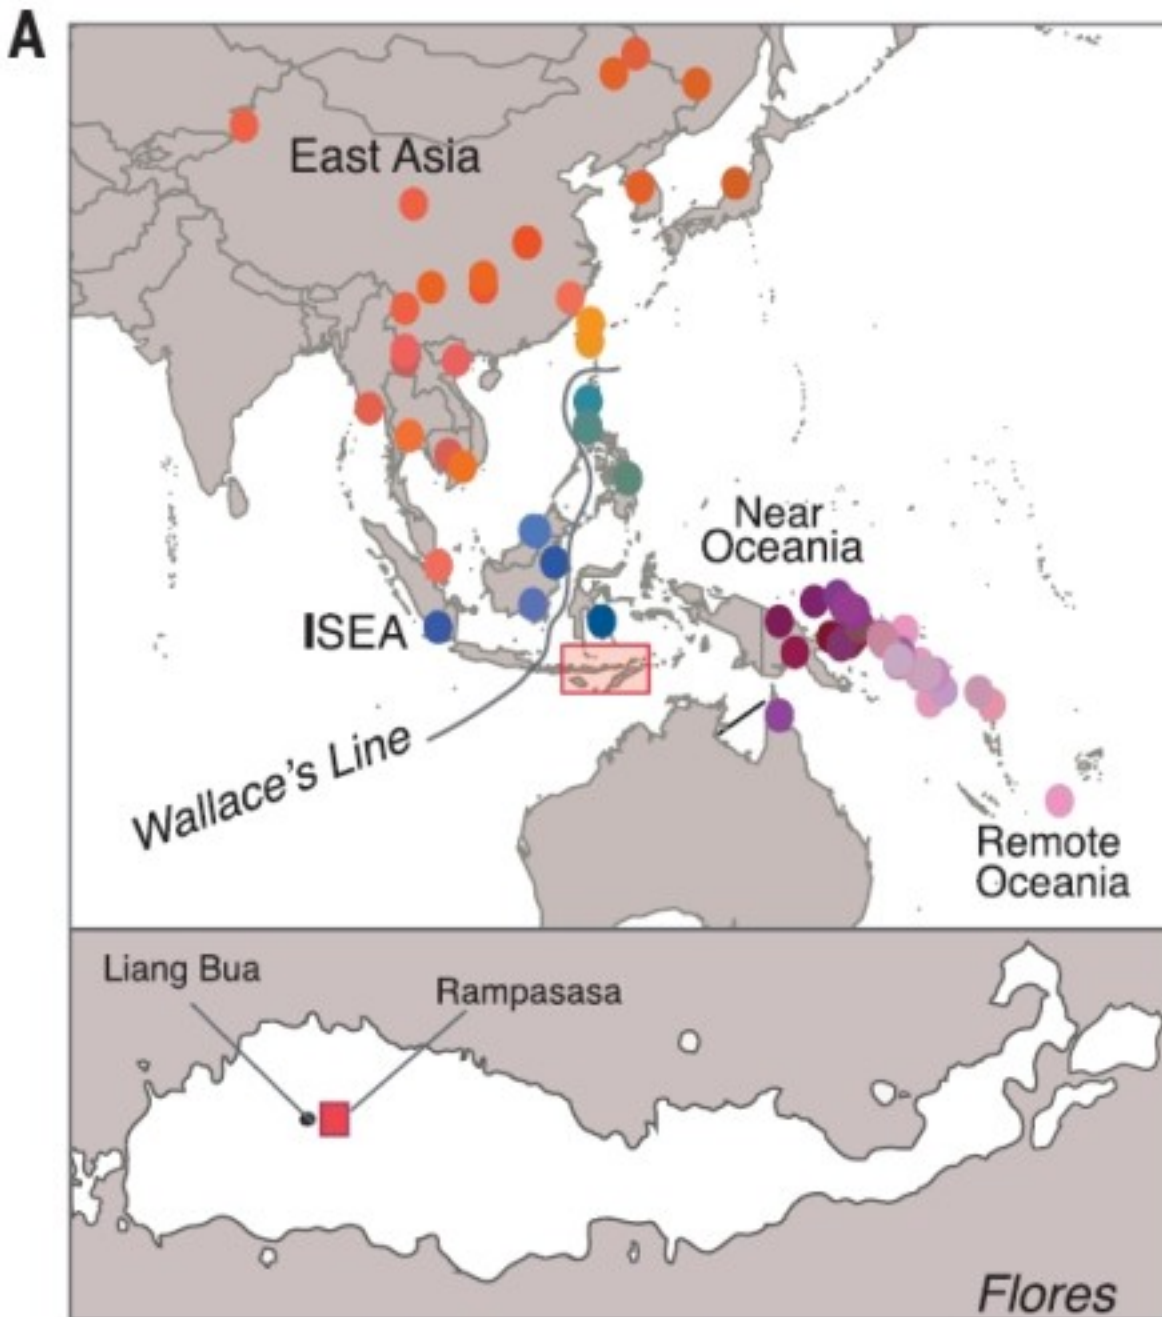 A
East Asia
Near
Oceania
ISEA
Wallace's Line
Remote
Oceania
Liang Bua
Rampasasa
Flores